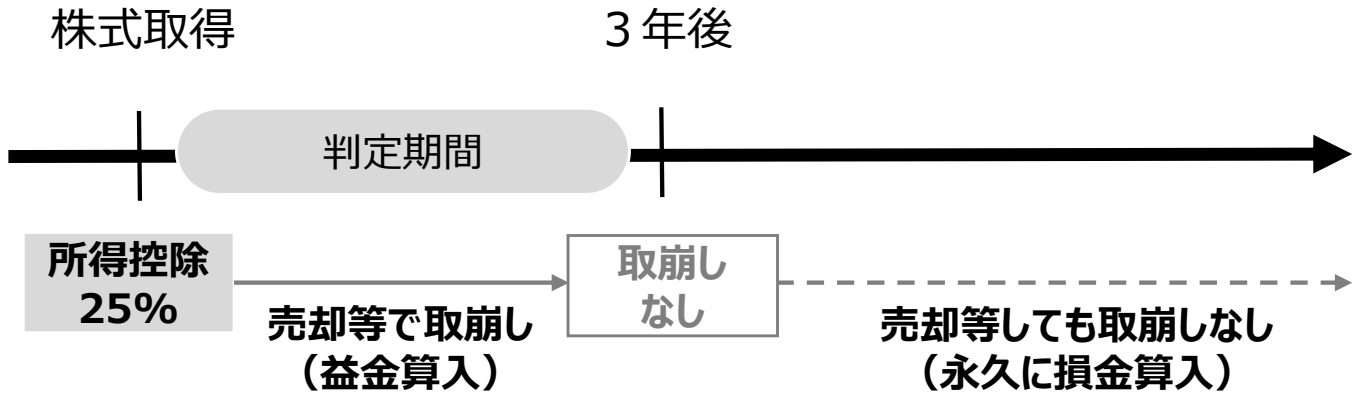 株式取得
３年後
判定期間
所得控除
25%
取崩し
なし
売却等で取崩し
（益金算入）
売却等しても取崩しなし
（永久に損金算入）